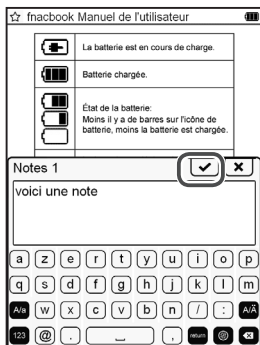 fnacbook Manuel de l'utilisateur
La batterie est en cours de charge.
Batterie chargée.
État de la batterie:
Moins il y a de barres sur l'icône de
batterie, moins la batterie est chargée.
Notes 1
voici une note
a z e r t y u i o p
q s d f g h j k l m
A/a w x c v b n / : A/Ä
123 @ . , return @